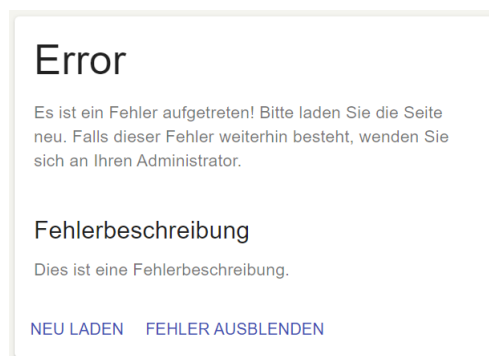 Error
Es ist ein Fehler aufgetreten! Bitte laden Sie die Seite
neu. Falls dieser Fehler weiterhin besteht, wenden Sie
sich an Ihren Administrator.
Fehlerbeschreibung
Dies ist eine Fehlerbeschreibung.
NEU LADEN FEHLER AUSBLENDEN